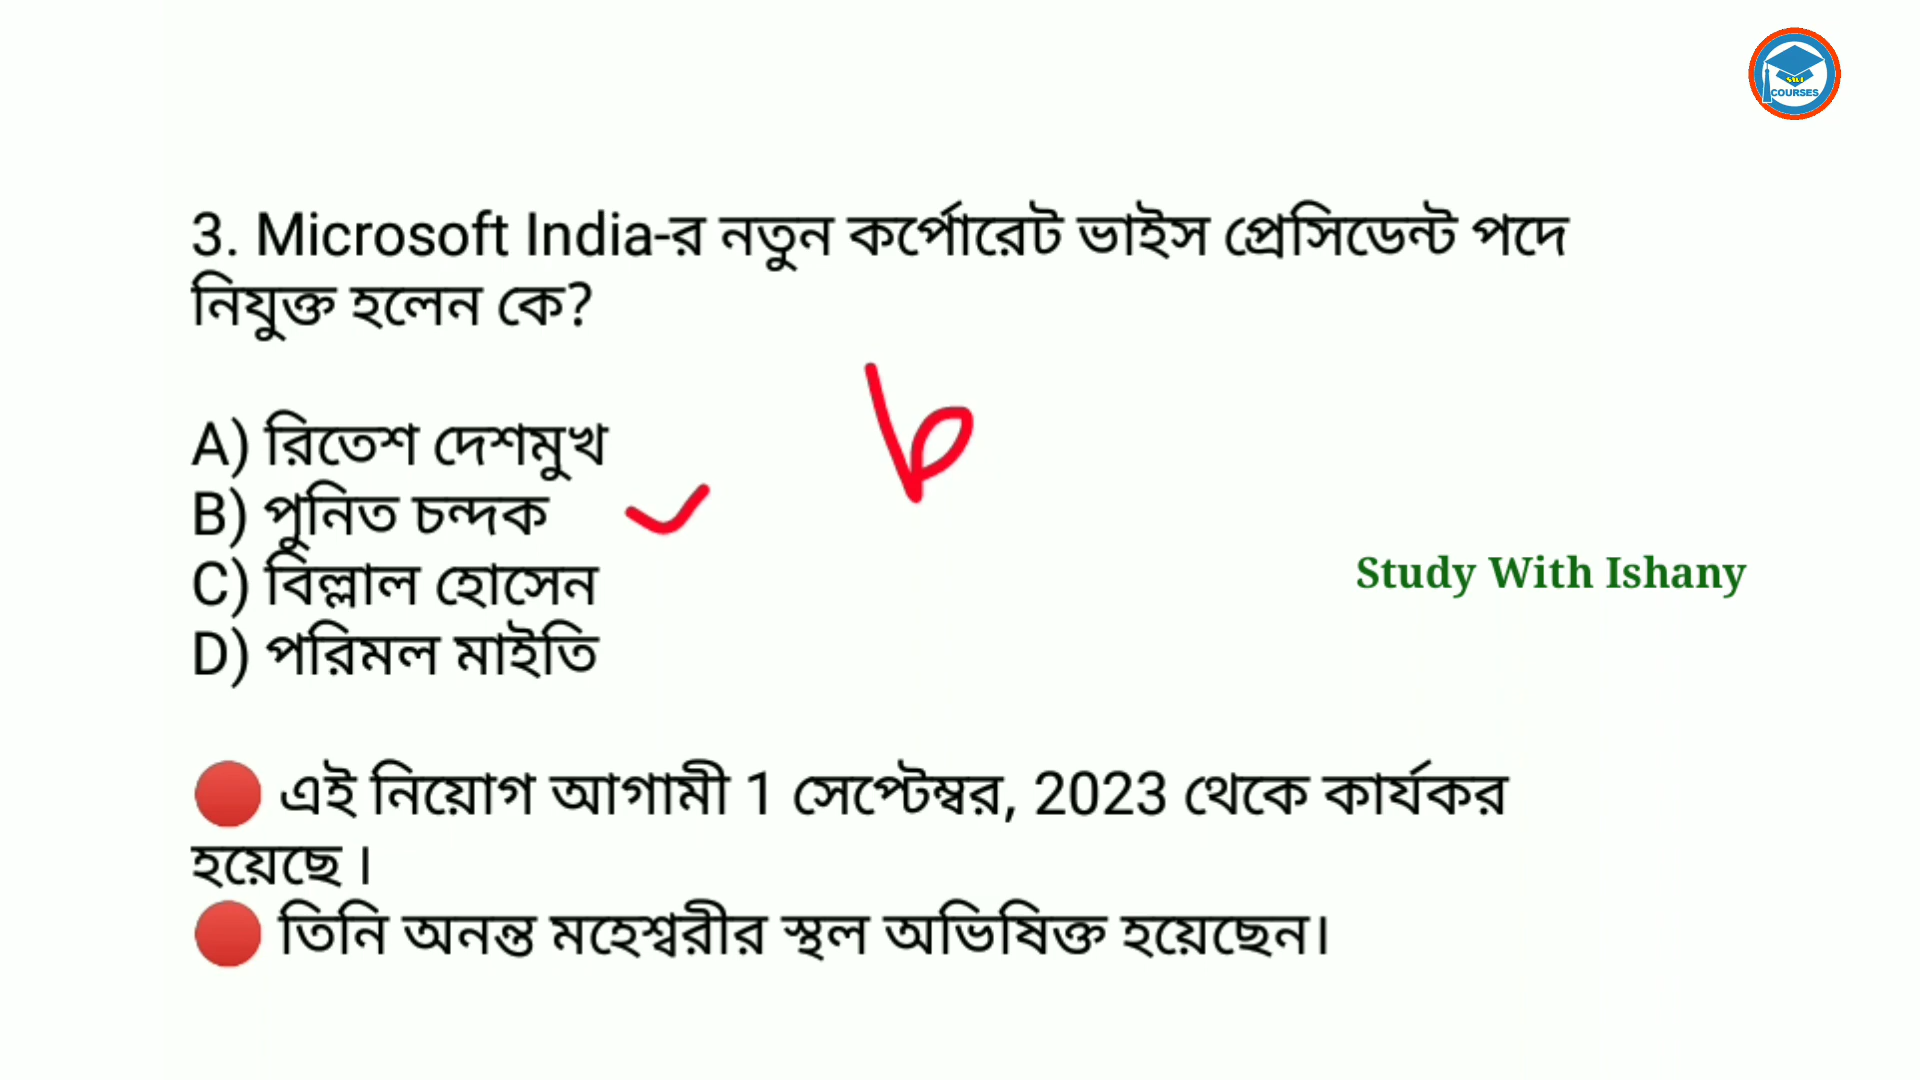 SWI
COURSES
3. Microsoft India-র নতুন কর্পোরেট ভাইস প্রেসিডেন্ট পদে
নিযুক্ত হলেন কে?
b
A) রিতেশ দেশমুখ
B) পুনিত চন্দক
C) বিল্লাল হোসেন
Study With Ishany
D) পরিমল মাইতি
🔴 এই নিয়োগ আগামী 1 সেপ্টেম্বর, 2023 থেকে কার্যকর
হয়েছে।
🔴 তিনি অনন্ত মহেশ্বরীর স্থল অভিষিক্ত হয়েছেন।